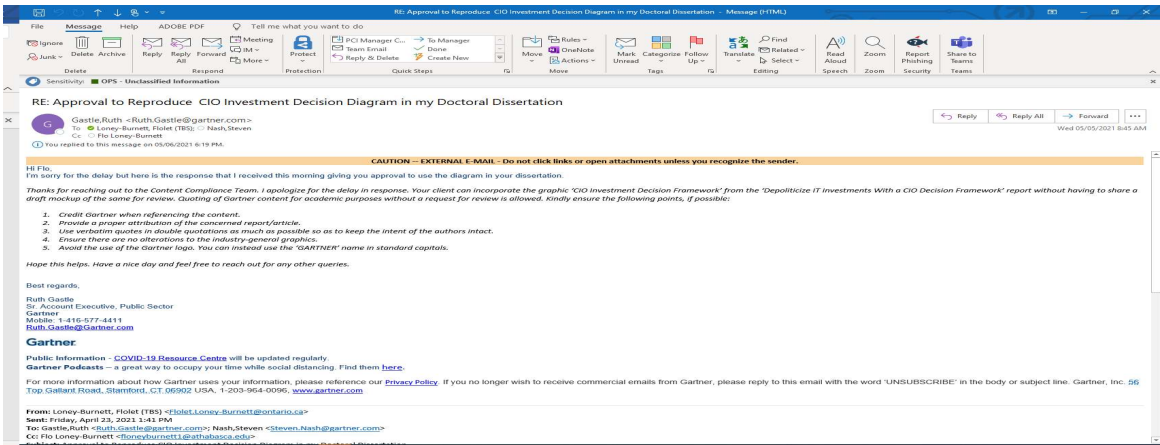 RE: Approval to Reproduce CIO Investment Decision Diagram in my Doctoral Dissertation - Message (HTML)
File Message Help ADOBE PDF Tell me what you want to do
Ignore
Junk
Delete Archive
Reply Reply All Forward
Meeting
IM
More
Protect
PCI Manager C... To Manager
Team Email Done
Reply & Delete Create New
Move
Rules
OneNote
Actions
Mark Unread Categorize Follow Up
Translate
Find
Related
Select
Read Aloud
Zoom
Report Phishing
Share to Teams
Delete Respond Protection Quick Steps Move Tags Editing Speech Zoom Security Teams
Sensitivity: OPS - Unclassified Information
RE: Approval to Reproduce CIO Investment Decision Diagram in my Doctoral Dissertation
G
Gastle,Ruth <Ruth.Gastle@gartner.com>
To Loney-Burnett, Flolet (TBS); Nash,Steven
Cc Flo Loney-Burnett
Reply Reply All Forward ...
Wed 05/05/2021 8:45 AM
You replied to this message on 05/06/2021 6:19 PM.
CAUTION -- EXTERNAL E-MAIL - Do not click links or open attachments unless you recognize the sender.
Hi Flo,
I'm sorry for the delay but here is the response that I received this morning giving you approval to use the diagram in your dissertation.
Thanks for reaching out to the Content Compliance Team. I apologize for the delay in response. Your client can incorporate the graphic 'CIO Investment Decision Framework' from the 'Depoliticize IT Investments With a CIO Decision Framework' report without having to share a
draft mockup of the same for review. Quoting of Gartner content for academic purposes without a request for review is allowed. Kindly ensure the following points, if possible:
1. Credit Gartner when referencing the content.
2. Provide a proper attribution of the concerned report/article.
3. Use verbatim quotes in double quotations as much as possible so as to keep the intent of the authors intact.
4. Ensure there are no alterations to the industry-general graphics.
5. Avoid the use of the Gartner logo. You can instead use the 'GARTNER' name in standard capitals.
Hope this helps. Have a nice day and feel free to reach out for any other queries.
Best regards,
Ruth Gastle
Sr. Account Executive, Public Sector
Gartner
Mobile: 1-416-577-4411
Ruth.Gastle@Gartner.com
Gartner
Public Information - COVID-19 Resource Centre will be updated regularly.
Gartner Podcasts – a great way to occupy your time while social distancing. Find them here.
For more information about how Gartner uses your information, please reference our Privacy Policy. If you no longer wish to receive commercial emails from Gartner, please reply to this email with the word 'UNSUBSCRIBE' in the body or subject line. Gartner, Inc. 56
Top Gallant Road, Stamford, CT 06902 USA, 1-203-964-0096, www.gartner.com
From: Loney-Burnett, Flolet (TBS) <Flolet.Loney-Burnett@ontario.ca>
Sent: Friday, April 23, 2021 1:41 PM
To: Gastle,Ruth <Ruth.Gastle@gartner.com>; Nash,Steven <Steven.Nash@gartner.com>
Cc: Flo Loney-Burnett <floneyburnett1@athabasca.edu>
Subject: Approval to Reproduce CIO Investment Decision Diagram in my Doctoral Dissertation